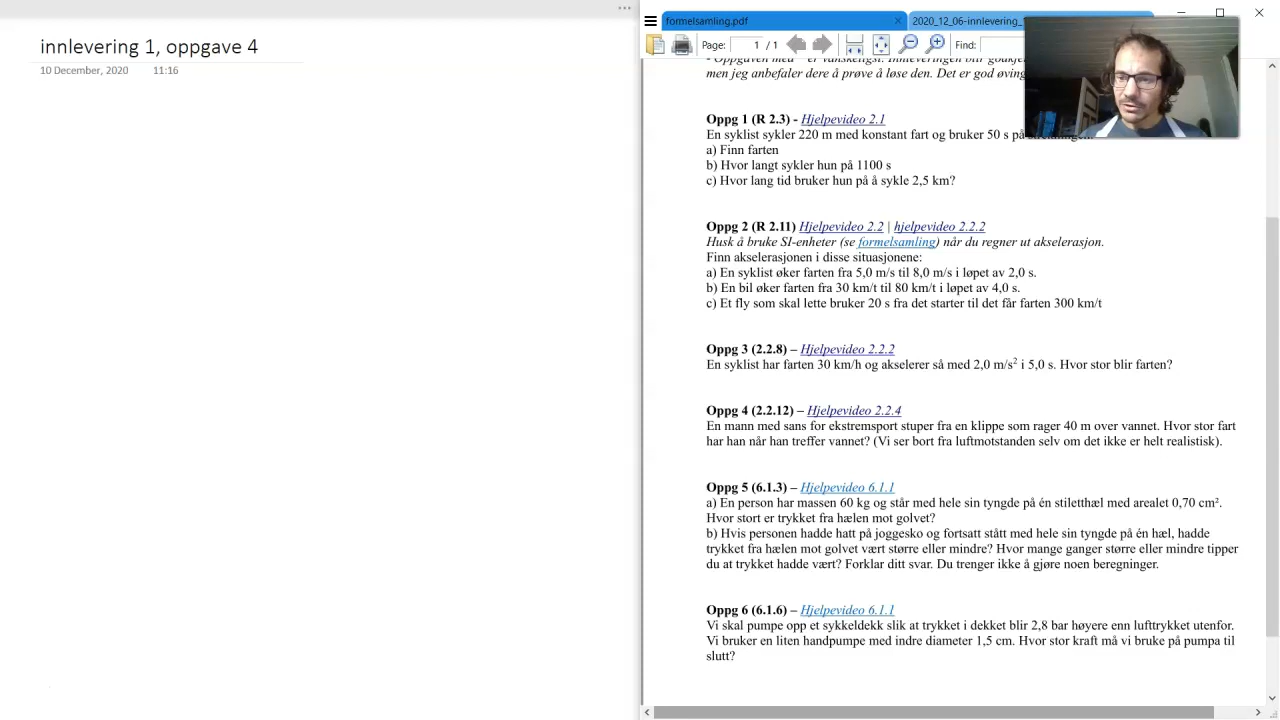 innlevering 1, oppgave 4
10 December, 2020 11:16
formelsamling.pdf
2020_12_06-innlevering_
Page: 1 / 1 Find:
men jeg anbefaler dere å prøve å løse den. Det er god øving
Oppg 1 (R 2.3) - Hjelpevideo 2.1
En syklist sykler 220 m med konstant fart og bruker 50 s på
a) Finn farten
b) Hvor langt sykler hun på 1100 s
c) Hvor lang tid bruker hun på å sykle 2,5 km?
Oppg 2 (R 2.11) Hjelpevideo 2.2 | hjelpevideo 2.2.2
Husk å bruke SI-enheter (se formelsamling) når du regner ut akselerasjon.
Finn akselerasjonen i disse situasjonene:
a) En syklist øker farten fra 5,0 m/s til 8,0 m/s i løpet av 2,0 s.
b) En bil øker farten fra 30 km/t til 80 km/t i løpet av 4,0 s.
c) Et fly som skal lette bruker 20 s fra det starter til det får farten 300 km/t
Oppg 3 (2.2.8) – Hjelpevideo 2.2.2
En syklist har farten 30 km/h og akselerer så med 2,0 m/s² i 5,0 s. Hvor stor blir farten?
Oppg 4 (2.2.12) – Hjelpevideo 2.2.4
En mann med sans for ekstremsport stuper fra en klippe som rager 40 m over vannet. Hvor stor fart
har han når han treffer vannet? (Vi ser bort fra luftmotstanden selv om det ikke er helt realistisk).
Oppg 5 (6.1.3) – Hjelpevideo 6.1.1
a) En person har massen 60 kg og står med hele sin tyngde på én stiletthæl med arealet 0,70 cm².
Hvor stort er trykket fra hælen mot golvet?
b) Hvis personen hadde hatt på joggesko og fortsatt stått med hele sin tyngde på én hæl, hadde
trykket fra hælen mot golvet vært større eller mindre? Hvor mange ganger større eller mindre tipper
du at trykket hadde vært? Forklar ditt svar. Du trenger ikke å gjøre noen beregninger.
Oppg 6 (6.1.6) – Hjelpevideo 6.1.1
Vi skal pumpe opp et sykkeldekk slik at trykket i dekket blir 2,8 bar høyere enn lufttrykket utenfor.
Vi bruker en liten handpumpe med indre diameter 1,5 cm. Hvor stor kraft må vi bruke på pumpa til
slutt?